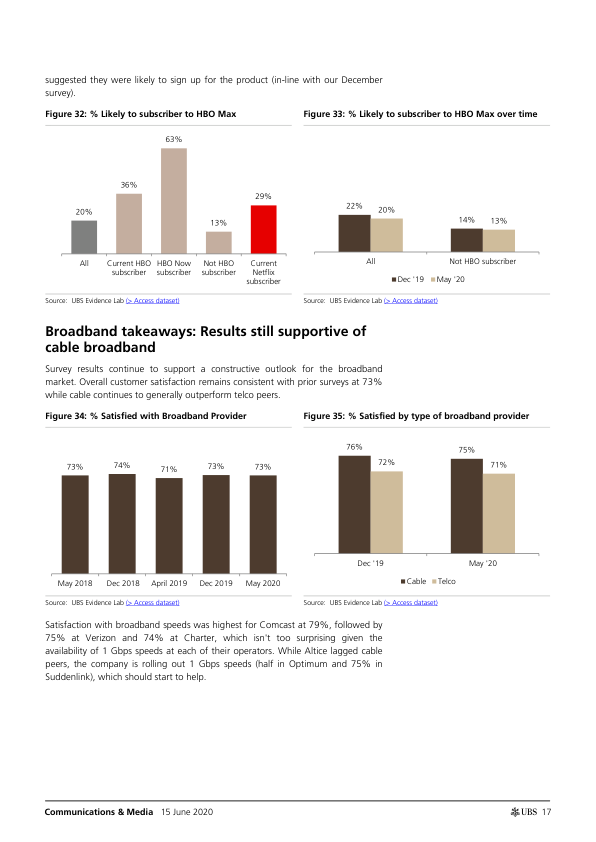 suggested they were likely to sign up for the product (in-line with our December
survey).
Figure 32: % Likely to subscriber to HBO Max
63%
36%
29%
20%
13%
All
Current HBO subscriber
HBO Now subscriber
Not HBO subscriber
Current Netflix subscriber
Source: UBS Evidence Lab (> Access dataset)
Figure 33: % Likely to subscriber to HBO Max over time
22%
20%
14%
13%
All
Not HBO subscriber
Dec '19
May '20
Source: UBS Evidence Lab (> Access dataset)
Broadband takeaways: Results still supportive of
cable broadband
Survey results continue to support a constructive outlook for the broadband
market. Overall customer satisfaction remains consistent with prior surveys at 73%
while cable continues to generally outperform telco peers.
Figure 34: % Satisfied with Broadband Provider
73%
74%
71%
73%
73%
May 2018
Dec 2018
April 2019
Dec 2019
May 2020
Source: UBS Evidence Lab (> Access dataset)
Figure 35: % Satisfied by type of broadband provider
76%
72%
75%
71%
Dec '19
May '20
Cable
Telco
Source: UBS Evidence Lab (> Access dataset)
Satisfaction with broadband speeds was highest for Comcast at 79%, followed by
75% at Verizon and 74% at Charter, which isn't too surprising given the
availability of 1 Gbps speeds at each of their operators. While Altice lagged cable
peers, the company is rolling out 1 Gbps speeds (half in Optimum and 75% in
Suddenlink), which should start to help.
Communications & Media 15 June 2020
UBS 17